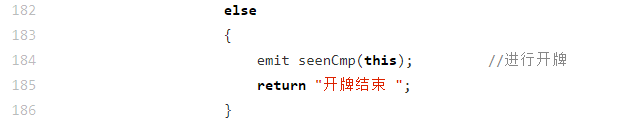 182 else
183 {
184 emit seenCmp(this); //进行开牌
185 return "开牌结束 ";
186 }